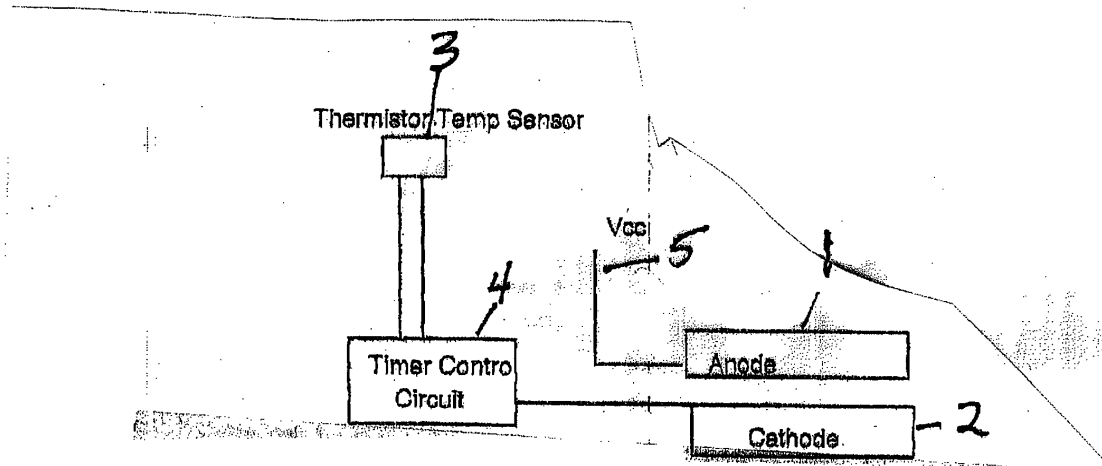 3
Thermistor Temp Sensor
Vcc
5
1
4
Timer Contro
Circuit
Anode
Cathode
2